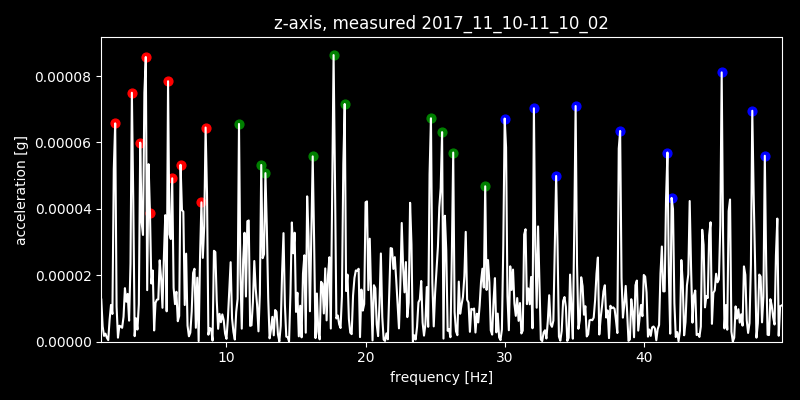 z-axis, measured 2017_11_10-11_10_02
0.00008
0.00006
0.00004
0.00002
0.00000
acceleration [g]
10 20 30 40
frequency [Hz]